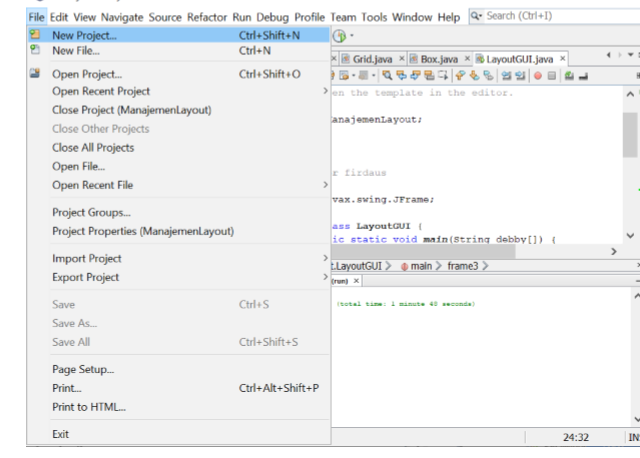 File Edit View Navigate Source Refactor Run Debug Profile Team Tools Window Help Search (Ctrl+I)
New Project... Ctrl+Shift+N
New File... Ctrl+N
Open Project... Ctrl+Shift+O
Open Recent Project
Close Project (ManajemenLayout)
Close Other Projects
Close All Projects
Open File...
Open Recent File
Project Groups...
Project Properties (ManajemenLayout)
Import Project
Export Project
Save Ctrl+S
Save As...
Save All Ctrl+Shift+S
Page Setup...
Print... Ctrl+Alt+Shift+P
Print to HTML...
Exit
Grid.java Box.java LayoutGUI.java
en the template in the editor.
anajemenLayout;
r firdaus
vax.swing.JFrame;
ass LayoutGUI {
ic static void main(String debby[]) {
t.LayoutGUI main frame3
(run)
(total time: 1 minute 43 seconds)
24:32 IN